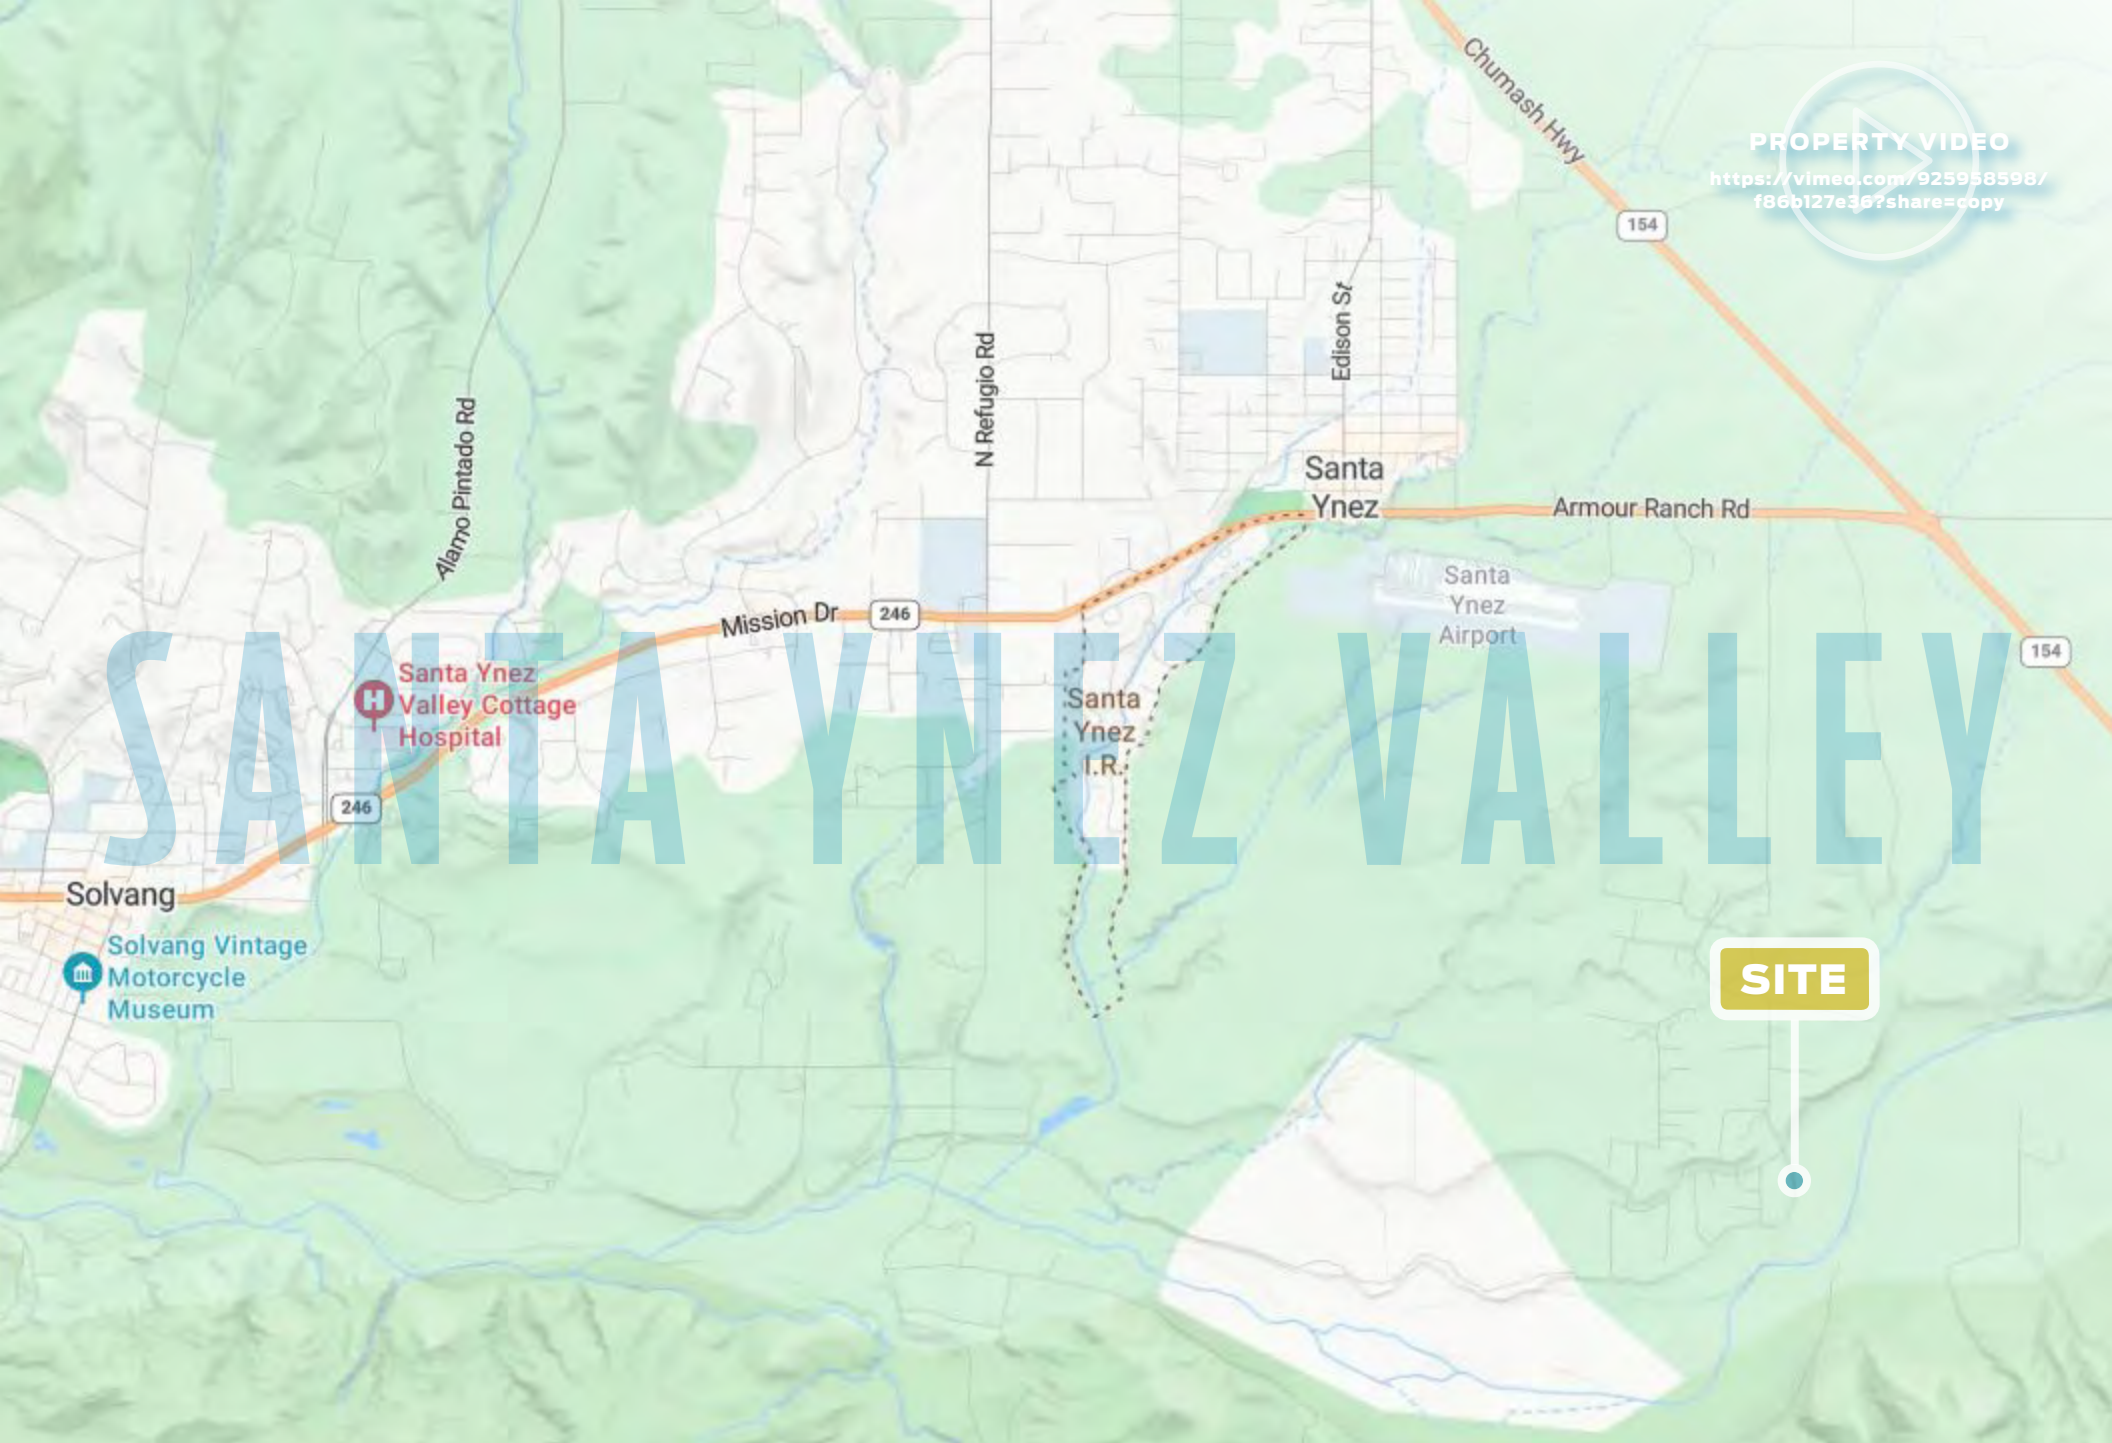 Chumash Hwy
PROPERTY VIDEO
https://vimeo.com/925958598/
f86b127e36?share=copy
154
Edison St
N Refugio Rd
Alamo Pintado Rd
Santa
Ynez
Armour Ranch Rd
Santa
Ynez
Airport
Mission Dr
246
154
SANTA YNEZ VALLEY
Santa Ynez
Valley Cottage
Hospital
H
Santa
Ynez
I.R.
246
Solvang
Solvang Vintage
Motorcycle
Museum
SITE